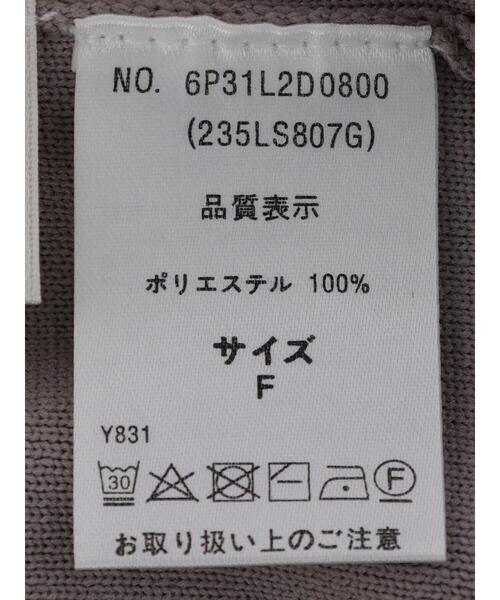 NO. 6P31L2D0800
(235LS807G)
品質表示
ポリエステル 100%
サイズ
F
Y831
30 F
お取り扱い上のご注意